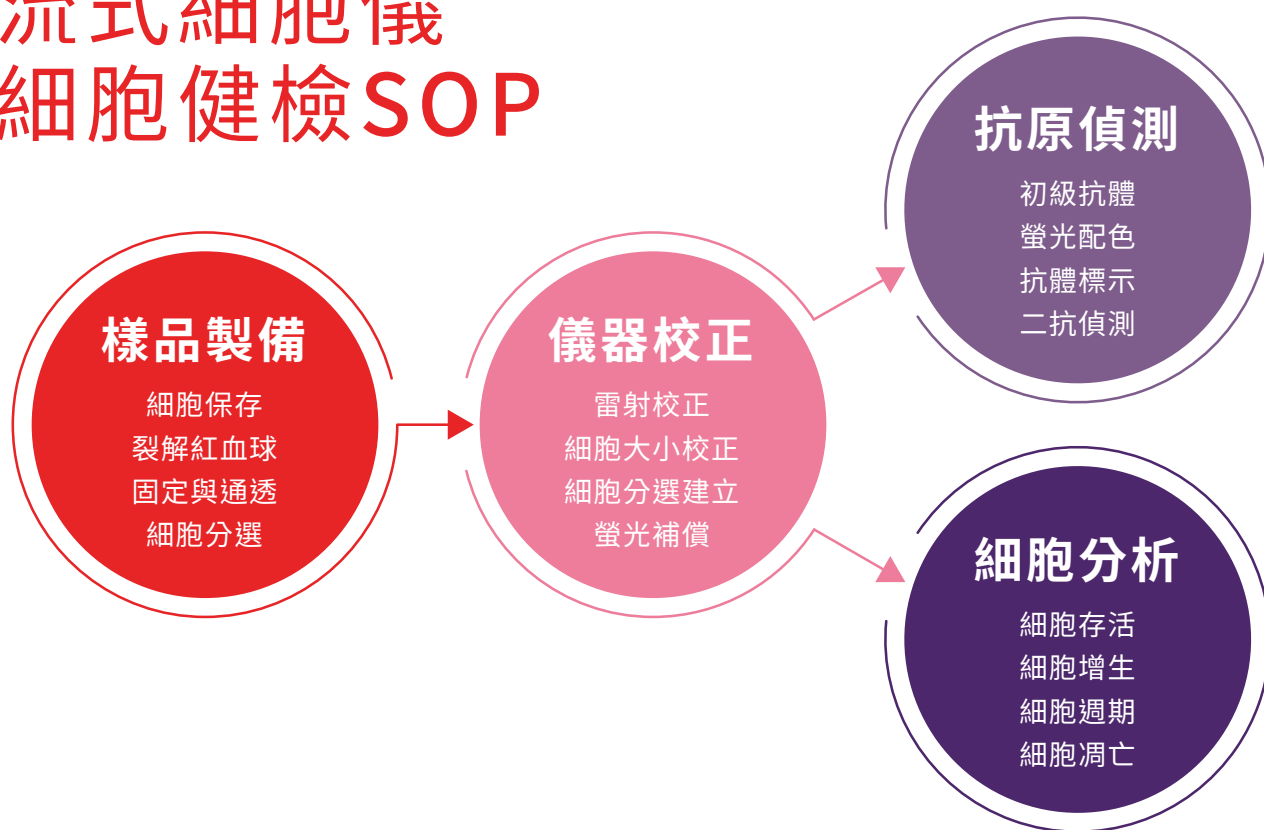 流式細胞儀
細胞健檢SOP
樣品製備
細胞保存
裂解紅血球
固定與通透
細胞分選
儀器校正
雷射校正
細胞大小校正
細胞分選建立
螢光補償
抗原偵測
初級抗體
螢光配色
抗體標示
二抗偵測
細胞分析
細胞存活
細胞增生
細胞週期
細胞凋亡